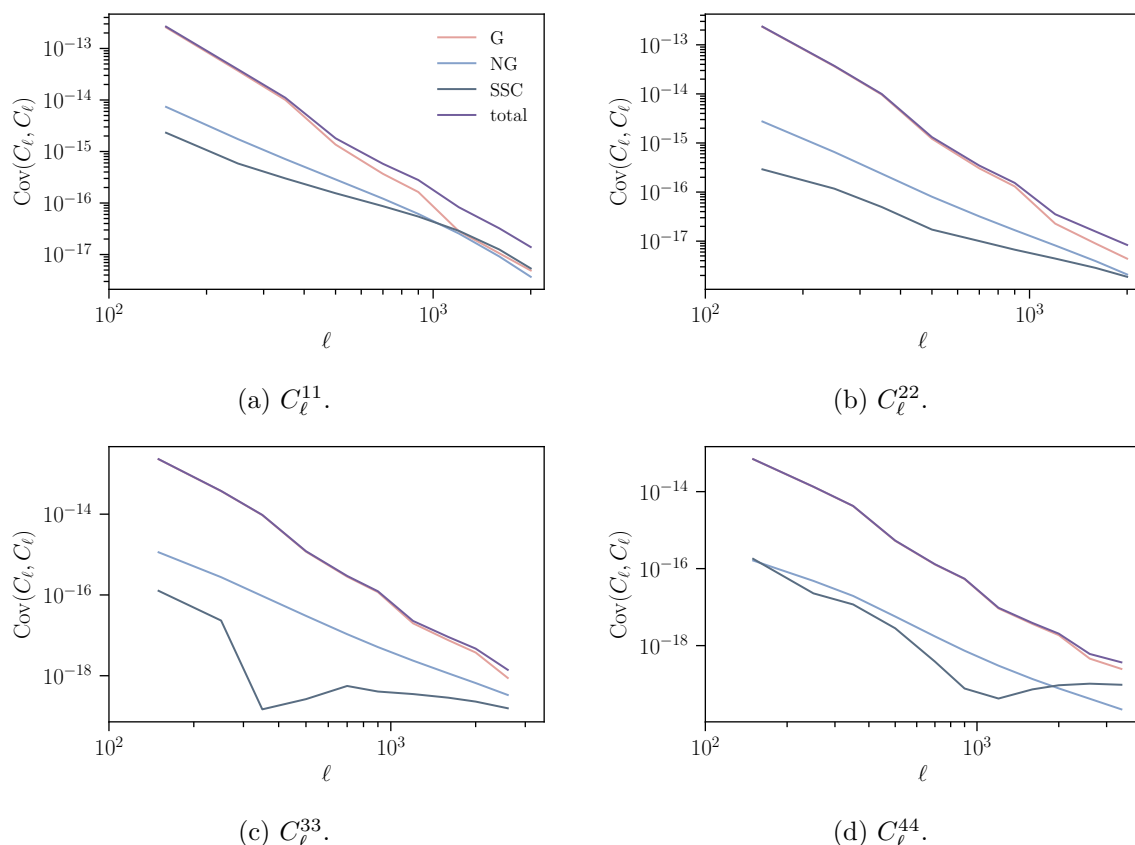 10^{-13}
10^{-14}
10^{-15}
10^{-16}
10^{-17}
Cov(C_ℓ, C_ℓ)
G
NG
SSC
total
10^2
10^3
ℓ
(a) C_ℓ^{11}.
10^{-13}
10^{-14}
10^{-15}
10^{-16}
10^{-17}
Cov(C_ℓ, C_ℓ)
10^2
10^3
ℓ
(b) C_ℓ^{22}.
10^{-14}
10^{-16}
10^{-18}
Cov(C_ℓ, C_ℓ)
10^2
10^3
ℓ
(c) C_ℓ^{33}.
10^{-14}
10^{-16}
10^{-18}
Cov(C_ℓ, C_ℓ)
10^2
10^3
ℓ
(d) C_ℓ^{44}.